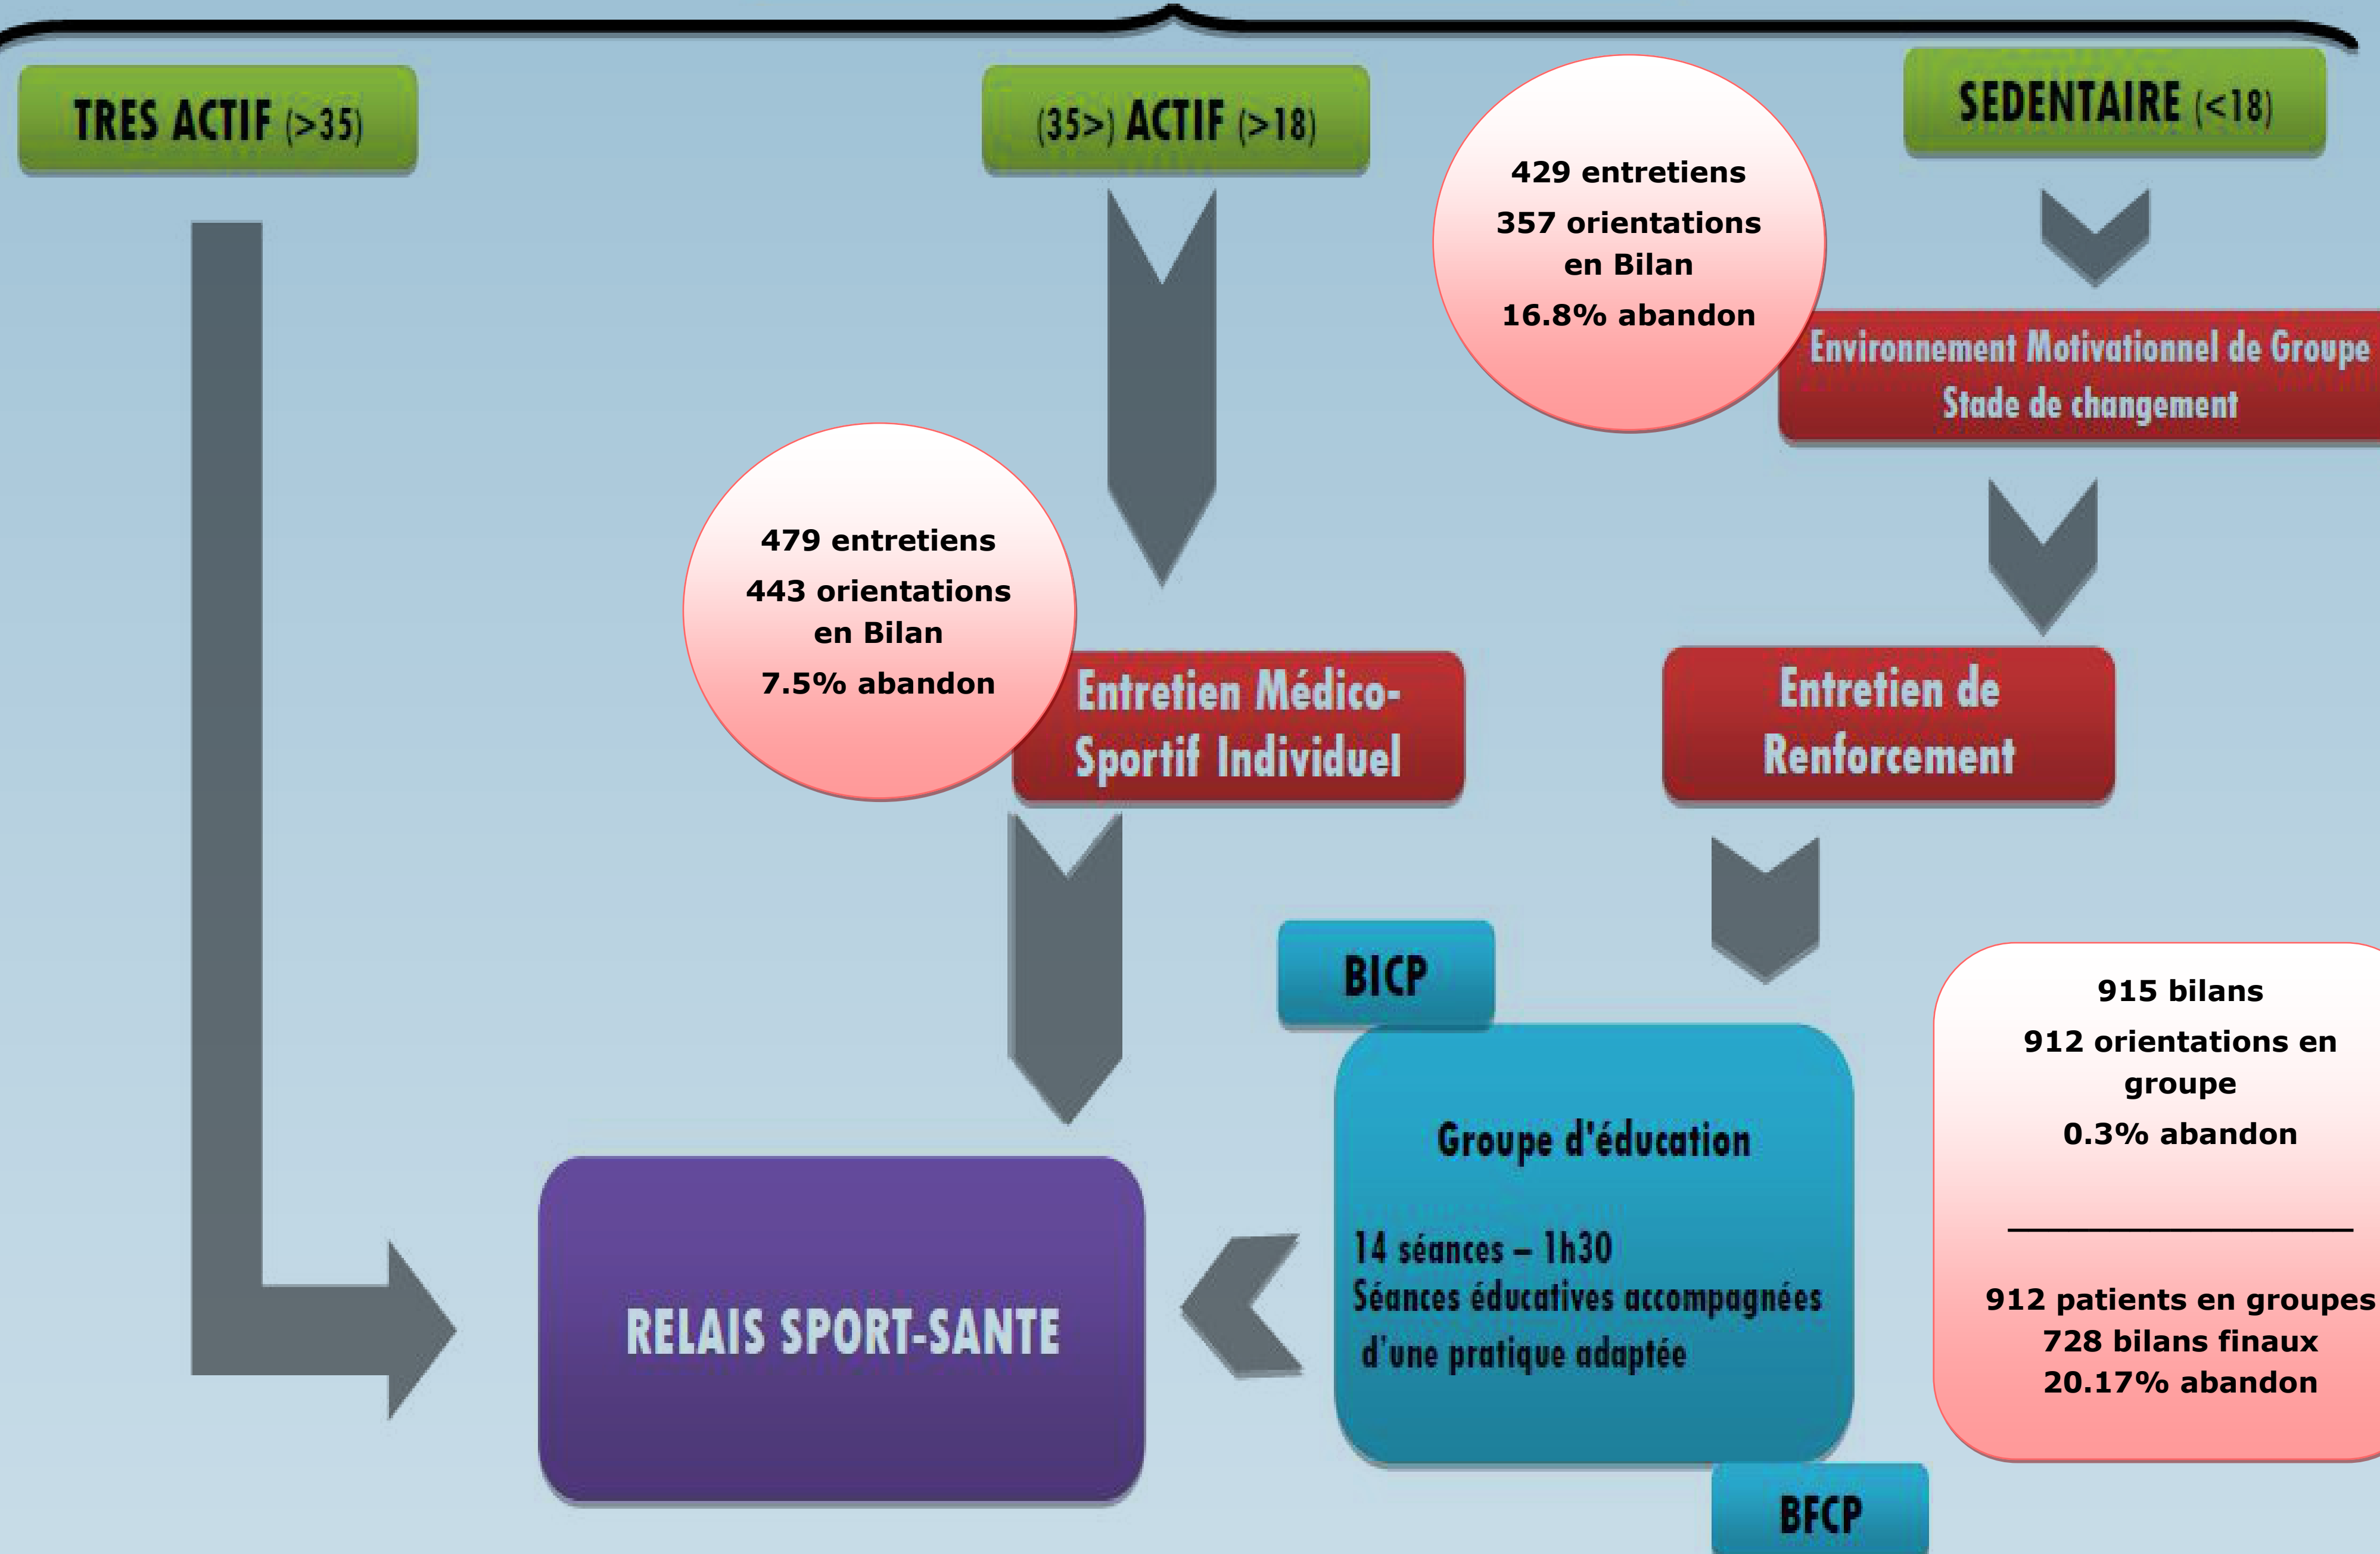 TRES ACTIF (>35)
(35>) ACTIF (>18)
SEDENTAIRE (<18)
429 entretiens
357 orientations
en Bilan
16.8% abandon
Environnement Motivationnel de Groupe
Stade de changement
479 entretiens
443 orientations
en Bilan
7.5% abandon
Entretien Médico-
Sportif Individuel
Entretien de
Renforcement
BICP
Groupe d'éducation
14 séances – 1h30
Séances éducatives accompagnées
d'une pratique adaptée
BFCP
915 bilans
912 orientations en
groupe
0.3% abandon
912 patients en groupes
728 bilans finaux
20.17% abandon
RELAIS SPORT-SANTE